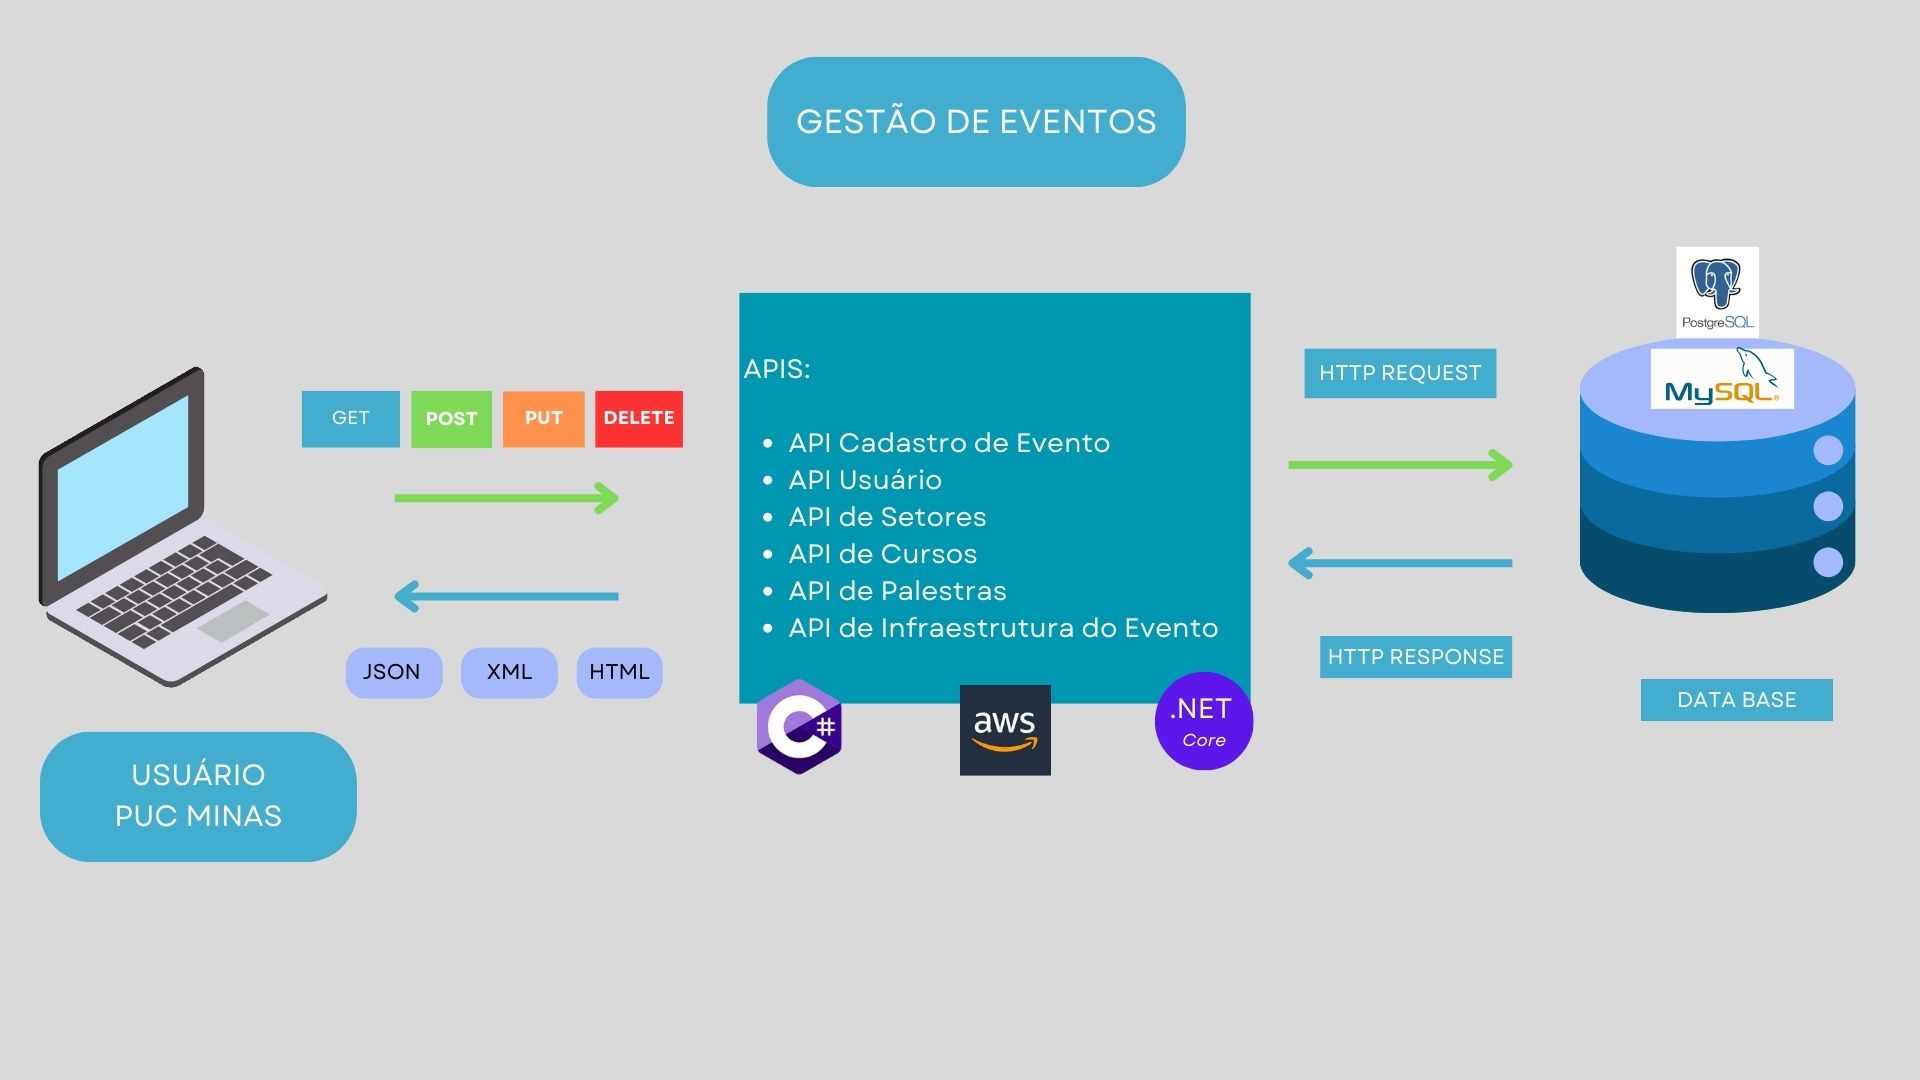 GESTÃO DE EVENTOS
PostgreSQL
MySQL®
GET
POST
PUT
DELETE
JSON
XML
HTML
USUÁRIO
PUC MINAS
APIS:
• API Cadastro de Evento
• API Usuário
• API de Setores
• API de Cursos
• API de Palestras
• API de Infraestrutura do Evento
C#
aws
.NET
Core
HTTP REQUEST
HTTP RESPONSE
DATA BASE